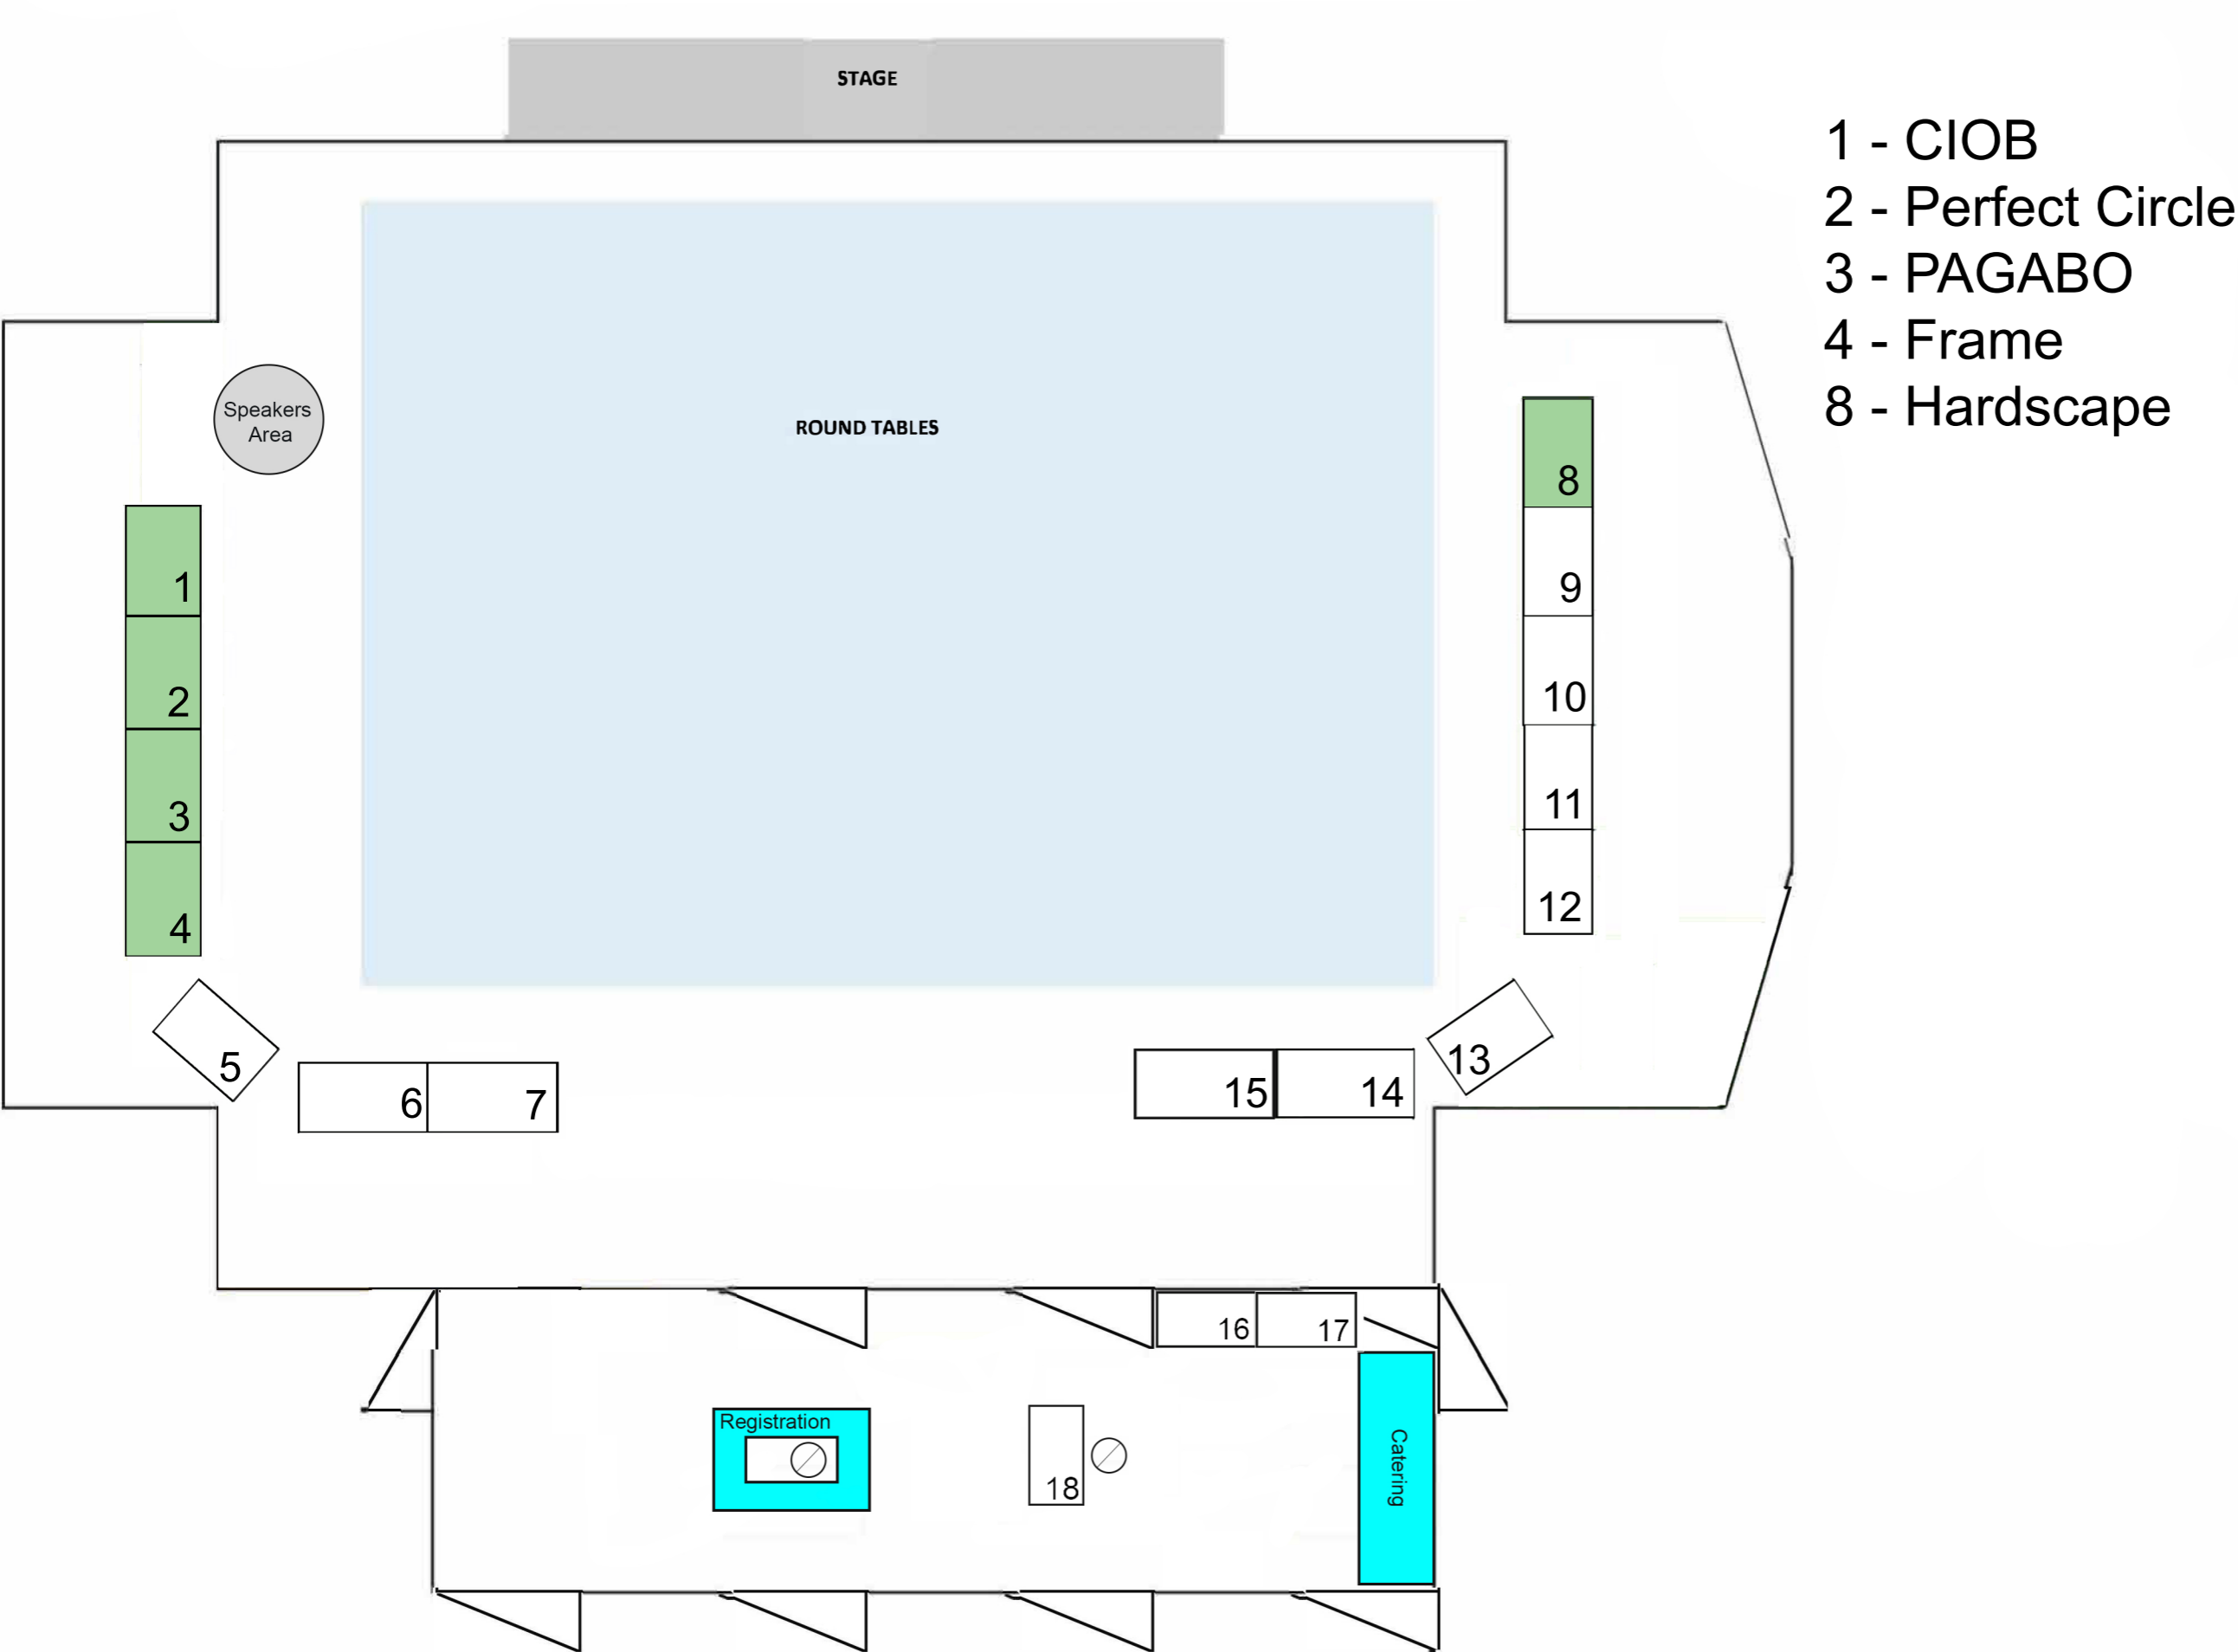 STAGE
1 - CIOB
2 - Perfect Circle
3 - PAGABO
4 - Frame
8 - Hardscape
Speakers
Area
ROUND TABLES
1
2
3
4
5
6
7
8
9
10
11
12
13
15
14
16
17
Registration
18
Catering